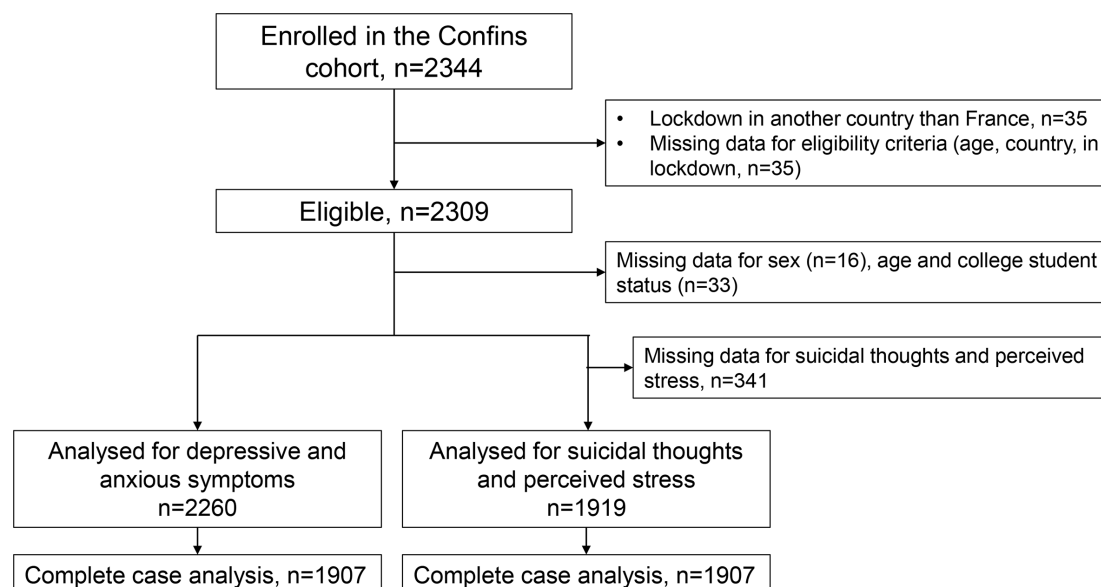 Enrolled in the Confins
cohort, n=2344
• Lockdown in another country than France, n=35
• Missing data for eligibility criteria (age, country, in
lockdown, n=35)
Eligible, n=2309
Missing data for sex (n=16), age and college student
status (n=33)
Missing data for suicidal thoughts and perceived
stress, n=341
Analysed for depressive and
anxious symptoms
n=2260
Analysed for suicidal thoughts
and perceived stress
n=1919
Complete case analysis, n=1907
Complete case analysis, n=1907